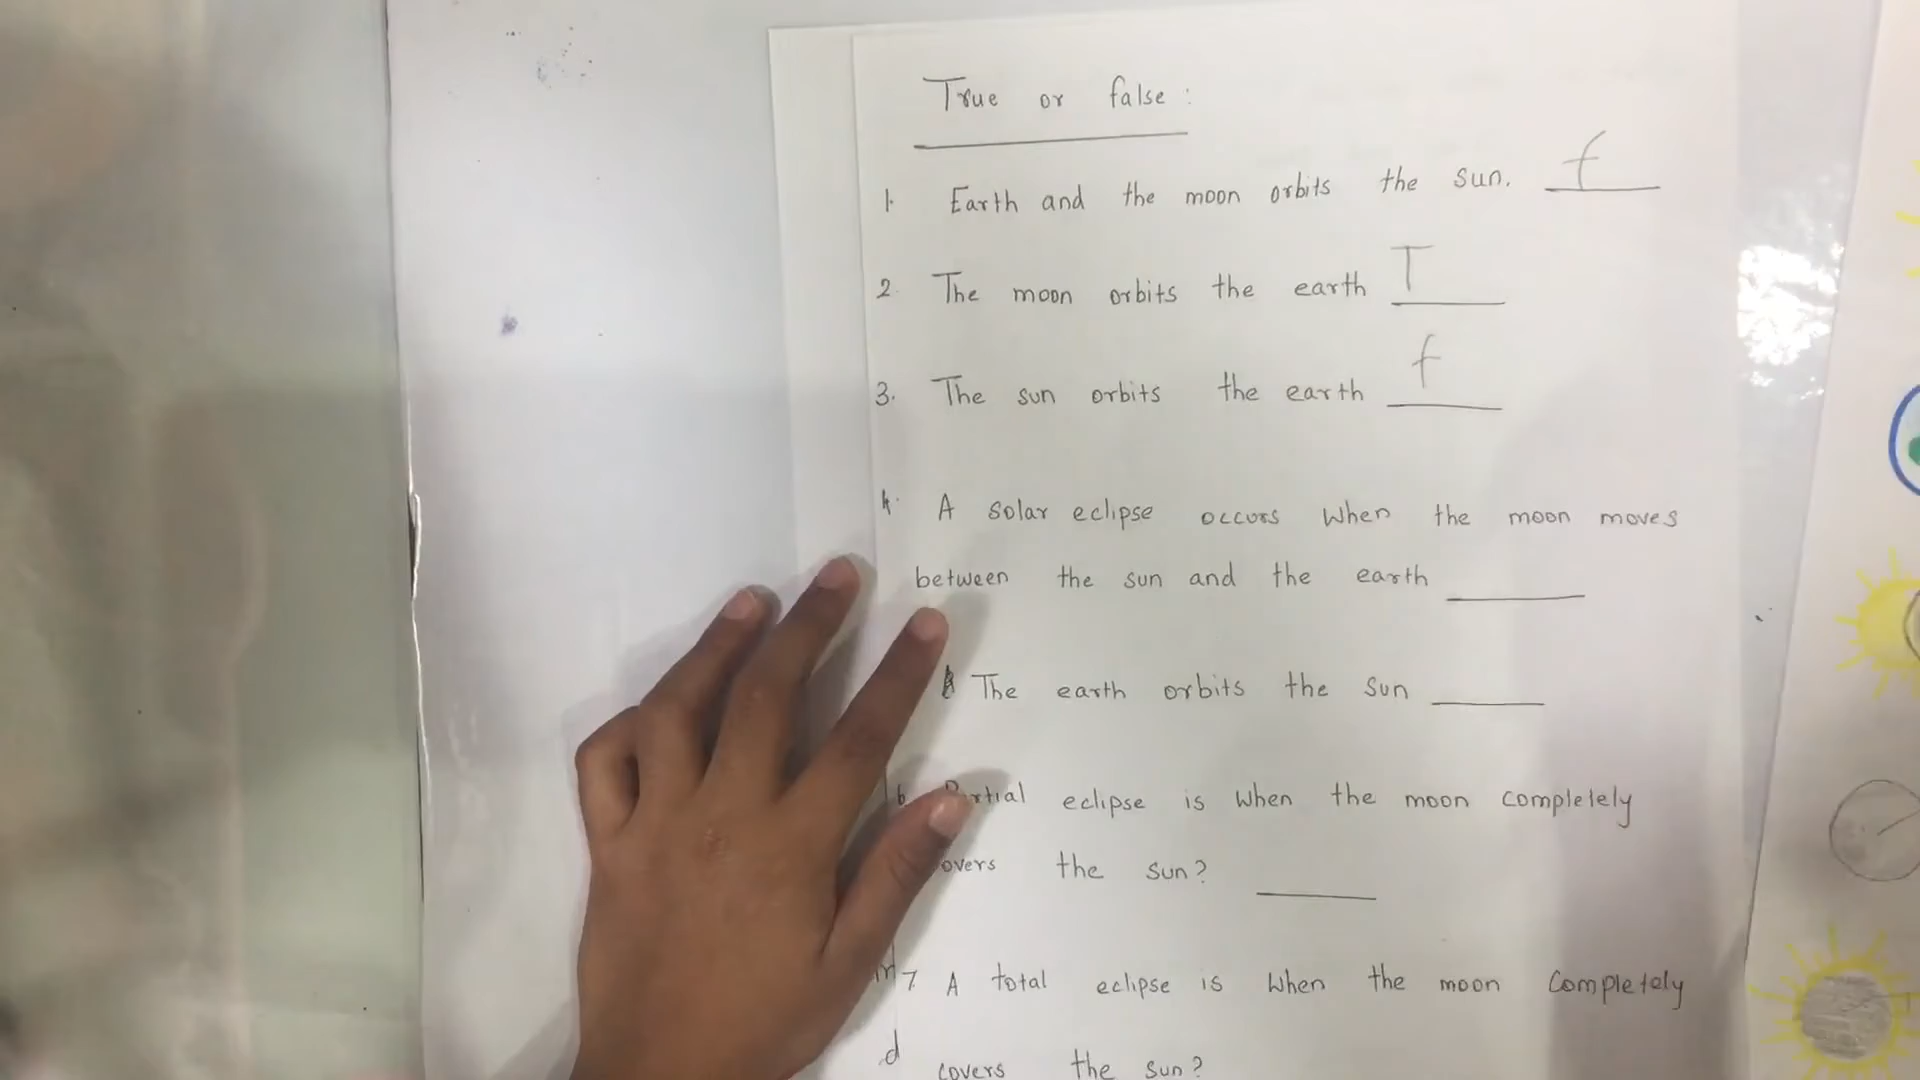 True or false :
1. Earth and the moon orbits the sun. f
2. The moon orbits the earth T
3. The sun orbits the earth f
4. A solar eclipse occurs when the moon moves
between the sun and the earth
The earth orbits the sun
6 Partial eclipse is when the moon completely
overs the sun?
7 A total eclipse is when the moon completely
d
covers the sun?